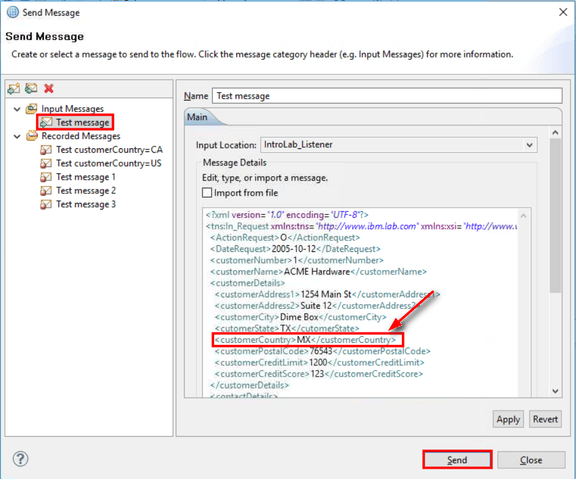 Send Message
Send Message
Create or select a message to send to the flow. Click the message category header (e.g. Input Messages) for more information.
Input Messages
Test message
Recorded Messages
Test customerCountry=CA
Test customerCountry=US
Test message 1
Test message 2
Test message 3
Name Test message
Main
Input Location: IntroLab_Listener
Message Details
Edit, type, or import a message.
Import from file
<?xml version="1.0" encoding="UTF-8"?>
<tns:In_Request xmlns:tns="http://www.ibm.lab.com" xmlns:xsi="http://www.v
<ActionRequest>O</ActionRequest>
<DateRequest>2005-10-12</DateRequest>
<customerNumber>1</customerNumber>
<customerName>ACME Hardware</customerName>
<customerDetails>
<customerAddress1>1254 Main St</customerAddress1>
<customerAddress2>Suite 12</customerAddress2>
<customerCity>Dime Box</customerCity>
<cutomerState>TX</cutomerState>
<customerCountry>MX</customerCountry>
<customerPostalCode>76543</customerPostalCode>
<customerCreditLimit>1200</customerCreditLimit>
<customerCreditScore>123</customerCreditScore>
</customerDetails>
<contactDetails>
Apply Revert
? Send Close